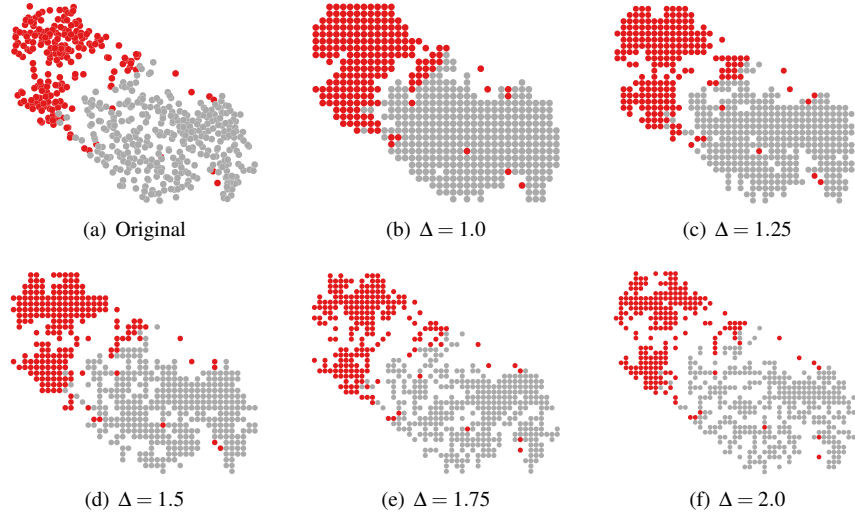 (a) Original
(b) Δ = 1.0
(c) Δ = 1.25
(d) Δ = 1.5
(e) Δ = 1.75
(f) Δ = 2.0